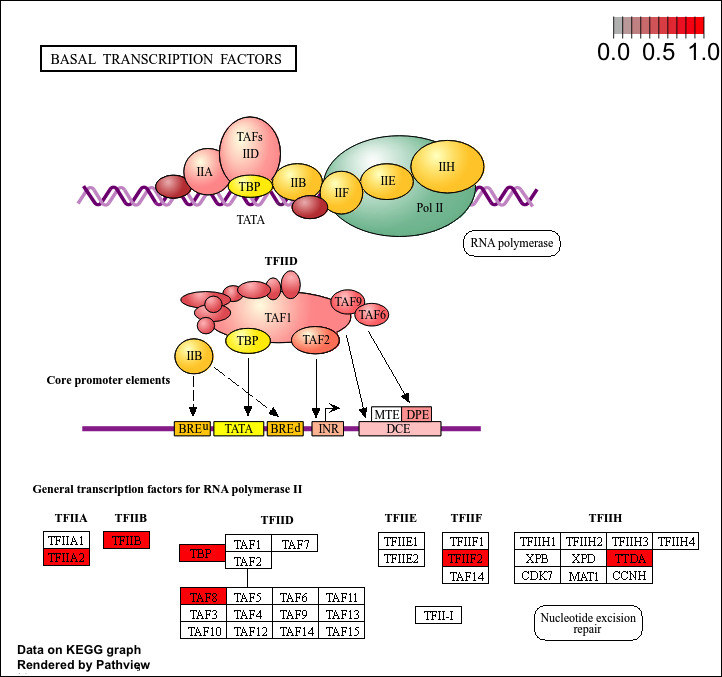 0.0 0.5 1.0
BASAL TRANSCRIPTION FACTORS
TAFs
IID
IIA
TBP
IIB
IIF
IIE
IIH
Pol II
TATA
RNA polymerase
TFIID
TAF9
TAF6
TAF1
TBP
TAF2
IIB
Core promoter elements
MTE DPE
BREu TATA BREd INR DCE
General transcription factors for RNA polymerase II
TFIIA TFIIB TFIID TFIIE TFIIF TFIIH
TFIIA1 TFIIB TAF1 TAF7 TFIIE1 TFIIF1 TFIIH1 TFIIH2 TFIIH3 TFIIH4
TFIIA2 TBP TAF2 TFIIE2 TFIIF2 XPB XPD TTDA
TAF14 CDK7 MAT1 CCNH
TAF8 TAF5 TAF6 TAF11
TAF3 TAF4 TAF9 TAF13 TFII-I
TAF10 TAF12 TAF14 TAF15
Nucleotide excision
repair
Data on KEGG graph
Rendered by Pathview